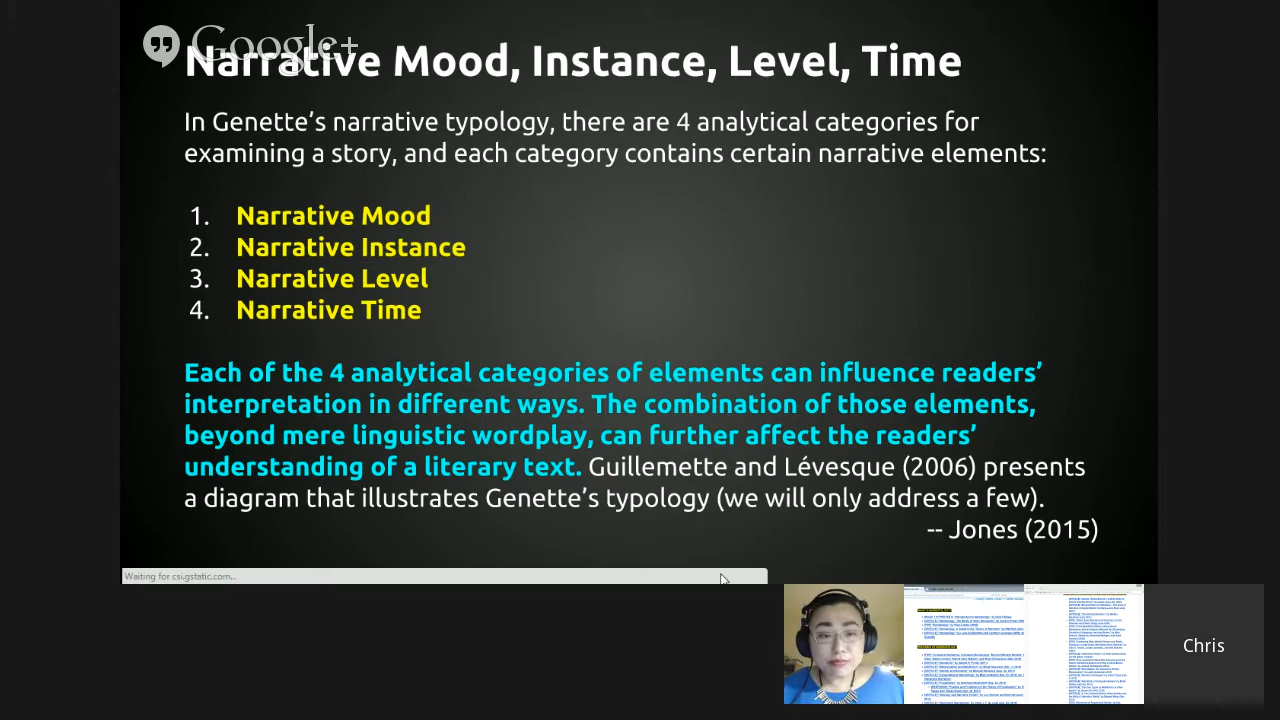 Google+
Narrative Mood, Instance, Level, Time
In Genette's narrative typology, there are 4 analytical categories for
examining a story, and each category contains certain narrative elements:
1. Narrative Mood
2. Narrative Instance
3. Narrative Level
4. Narrative Time
Each of the 4 analytical categories of elements can influence readers'
interpretation in different ways. The combination of those elements,
beyond mere linguistic wordplay, can further affect the readers'
understanding of a literary text. Guillemette and Lévesque (2006) presents
a diagram that illustrates Genette's typology (we will only address a few).
-- Jones (2015)
Waiting for csi.gstatic.com...
Chris